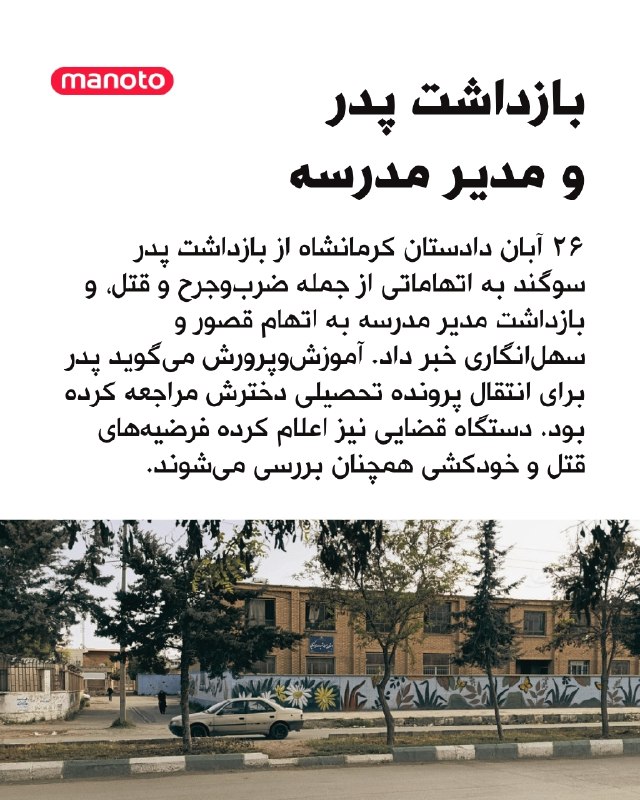 manoto
بازداشت پدر
و مدیر مدرسه
۲۶ آبان دادستان کرمانشاه از بازداشت پدر
سوگند به اتهاماتی از جمله ضرب‌وجرح و قتل، و
بازداشت مدیر مدرسه به اتهام قصور و
سهل‌انگاری خبر داد. آموزش‌وپرورش می‌گوید پدر
برای انتقال پرونده تحصیلی دخترش مراجعه کرده
بود. دستگاه قضایی نیز اعلام کرده فرضیه‌های
قتل و خودکشی همچنان بررسی می‌شوند.